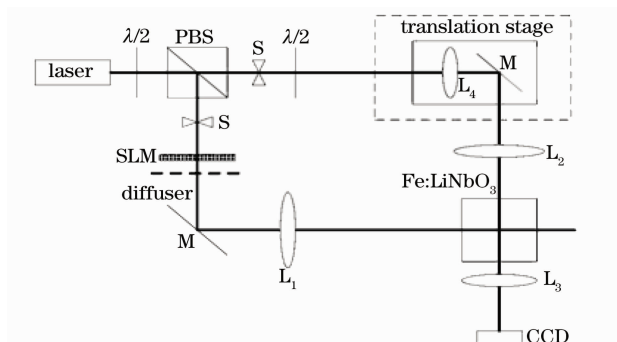 translation stage
λ/2
PBS
S
λ/2
M
laser
L4
S
L2
SLM
Fe:LiNbO3
diffuser
M
L1
L3
CCD